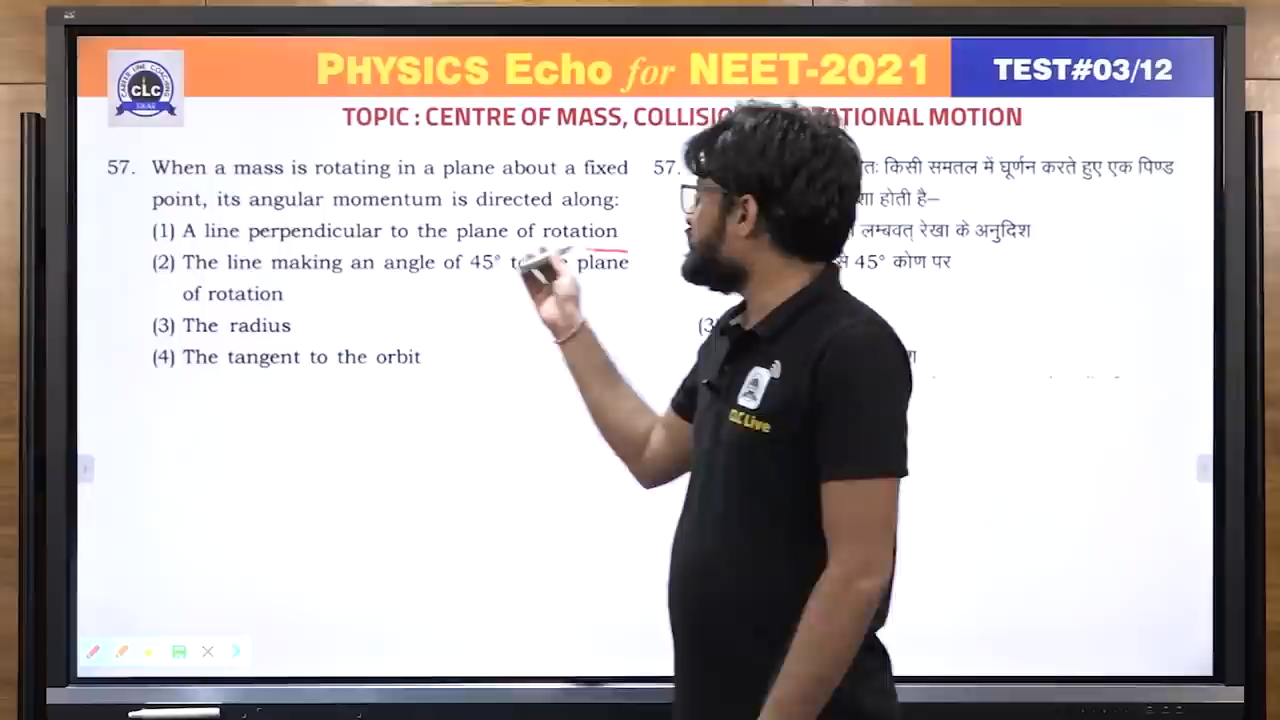 PHYSICS Echo for NEET-2021
TEST#03/12
CLC
TOPIC : CENTRE OF MASS, COLLISIO
TIONAL MOTION
57. When a mass is rotating in a plane about a fixed
point, its angular momentum is directed along:
(1) A line perpendicular to the plane of rotation
(2) The line making an angle of 45° to plane
of rotation
(3) The radius
(4) The tangent to the orbit
57. किसी समतल में घूर्णन करते हुए एक पिण्ड
होती है–
लम्बवत् रेखा के अनुदिश
से 45° कोण पर
(3)
CLC Live